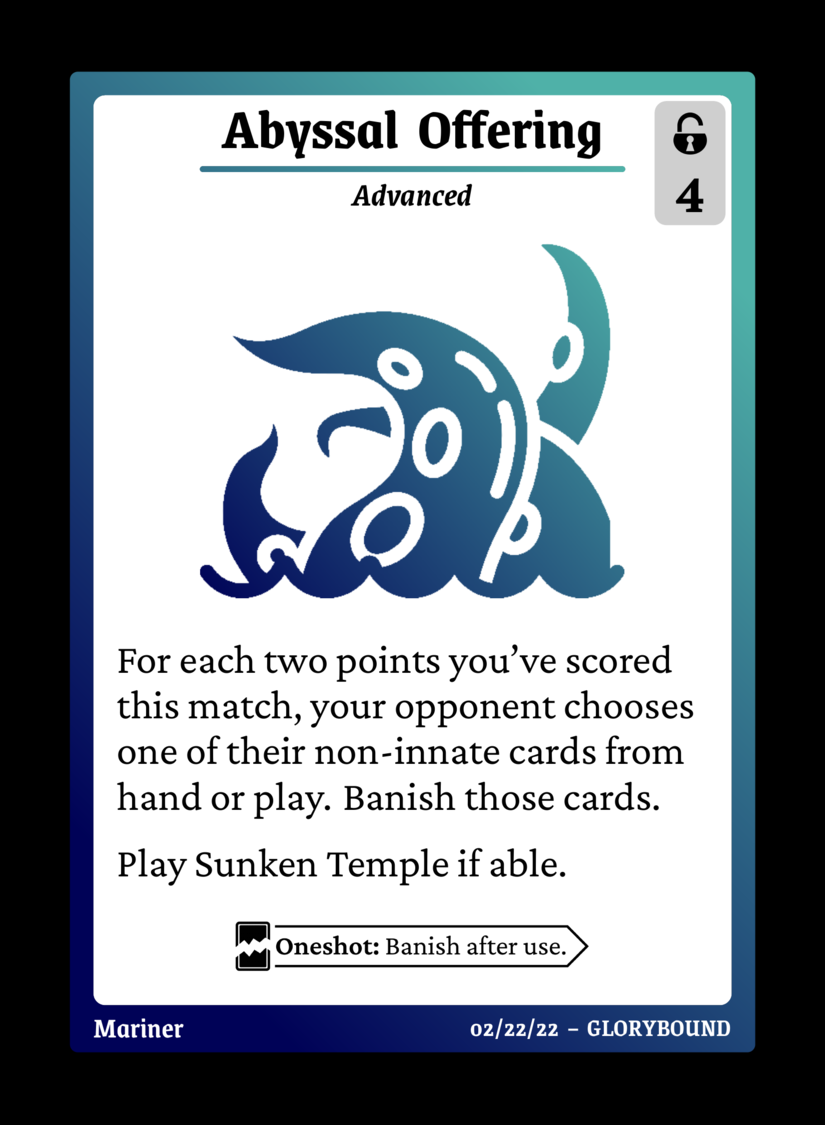 Abyssal Offering
Advanced
4
For each two points you’ve scored
this match, your opponent chooses
one of their non-innate cards from
hand or play. Banish those cards.
Play Sunken Temple if able.
Oneshot: Banish after use.
Mariner
02/22/22 – GLORYBOUND